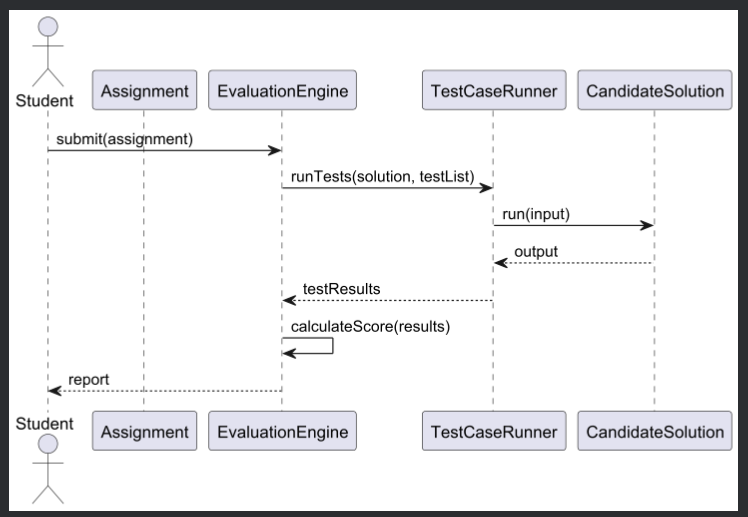 Student
Assignment
EvaluationEngine
TestCaseRunner
CandidateSolution
submit(assignment)
runTests(solution, testList)
run(input)
output
testResults
calculateScore(results)
report
Student
Assignment
EvaluationEngine
TestCaseRunner
CandidateSolution